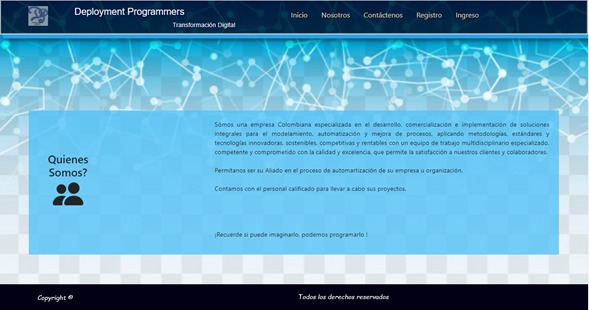 Deployment Programmers
Transformación Digital
Inicio Nosotros Contáctenos Registro Ingreso
Quienes
Somos?
Sómos una empresa Colombiana especializada en el desarrollo, comercialización e implementación de soluciones
integrales para el modelamiento, automatización y mejora de procesos, aplicando metodologías, estándares y
tecnologías innovadoras, sostenibles, competitivas y rentables con un equipo de trabajo multidisciplinario especializado,
competente y comprometido con la calidad y excelencia, que permite la satisfacción a nuestros clientes y colaboradores.
Permitanos ser su Aliado en el proceso de automartización de su empresa u organización.
Contamos con el personal calificado para llevar a cabo sus proyectos.
¡Recuerde si puede imaginarlo, podemos programarlo !
Copyright ©
Todos los derechos reservados